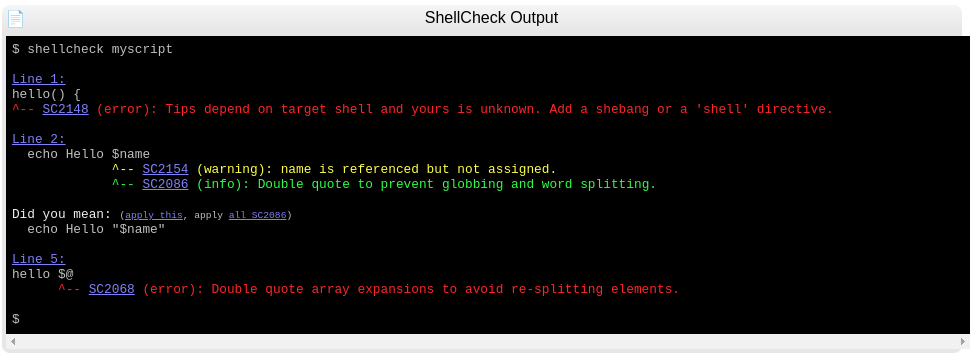 ShellCheck Output
$ shellcheck myscript
Line 1:
hello() {
^-- SC2148 (error): Tips depend on target shell and yours is unknown. Add a shebang or a 'shell' directive.
Line 2:
  echo Hello $name
             ^-- SC2154 (warning): name is referenced but not assigned.
             ^-- SC2086 (info): Double quote to prevent globbing and word splitting.
Did you mean: (apply this, apply all SC2086)
  echo Hello "$name"
Line 5:
hello $@
      ^-- SC2068 (error): Double quote array expansions to avoid re-splitting elements.
$